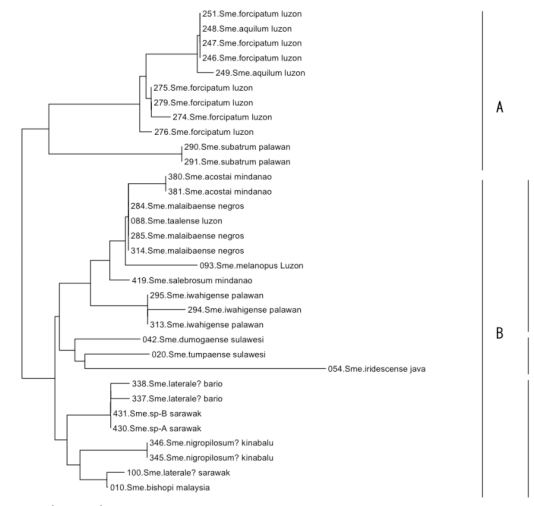 251.Sme.forcipatum luzon
248.Sme.aquilum luzon
247.Sme.forcipatum luzon
246.Sme.forcipatum luzon
249.Sme.aquilum luzon
275.Sme.forcipatum luzon
279.Sme.forcipatum luzon
274.Sme.forcipatum luzon
276.Sme.forcipatum luzon
290.Sme.subatrum palawan
291.Sme.subatrum palawan
A
380.Sme.acostai mindanao
381.Sme.acostai mindanao
284.Sme.malaibaense negros
088.Sme.taalense luzon
285.Sme.malaibaense negros
314.Sme.malaibaense negros
093.Sme.melanopus Luzon
419.Sme.salebrosum mindanao
295.Sme.iwahigense palawan
294.Sme.iwahigense palawan
313.Sme.iwahigense palawan
042.Sme.dumogaense sulawesi
020.Sme.tumpaense sulawesi
054.Sme.iridescense java
338.Sme.laterale? bario
337.Sme.laterale? bario
431.Sme.sp-B sarawak
430.Sme.sp-A sarawak
346.Sme.nigropilosum? kinabalu
345.Sme.nigropilosum? kinabalu
100.Sme.laterale? sarawak
010.Sme.bishopi malaysia
B